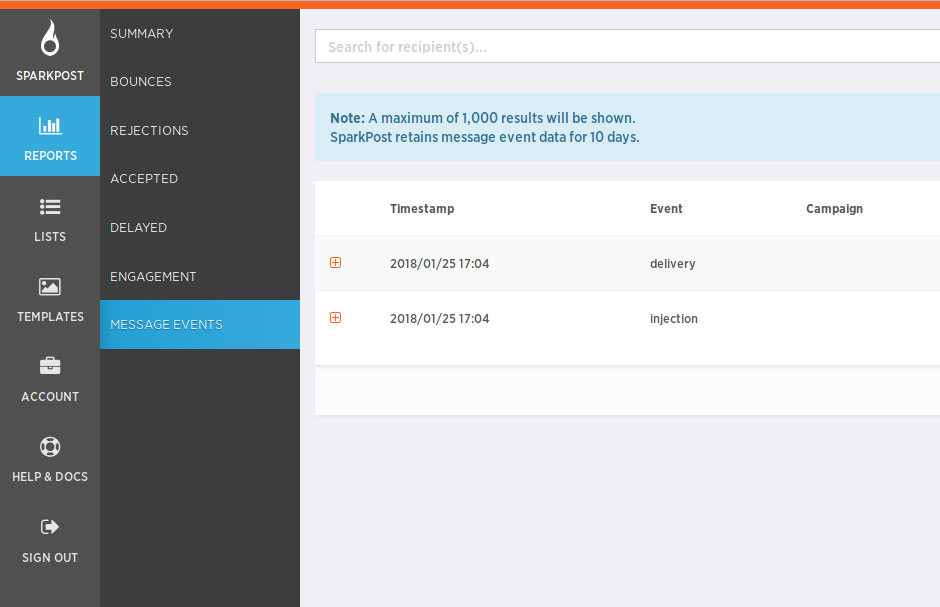 SPARKPOST
REPORTS
LISTS
TEMPLATES
ACCOUNT
HELP & DOCS
SIGN OUT
SUMMARY
BOUNCES
REJECTIONS
ACCEPTED
DELAYED
ENGAGEMENT
MESSAGE EVENTS
Search for recipient(s)...
Note: A maximum of 1,000 results will be shown.
SparkPost retains message event data for 10 days.
Timestamp Event Campaign
2018/01/25 17:04 delivery
2018/01/25 17:04 injection